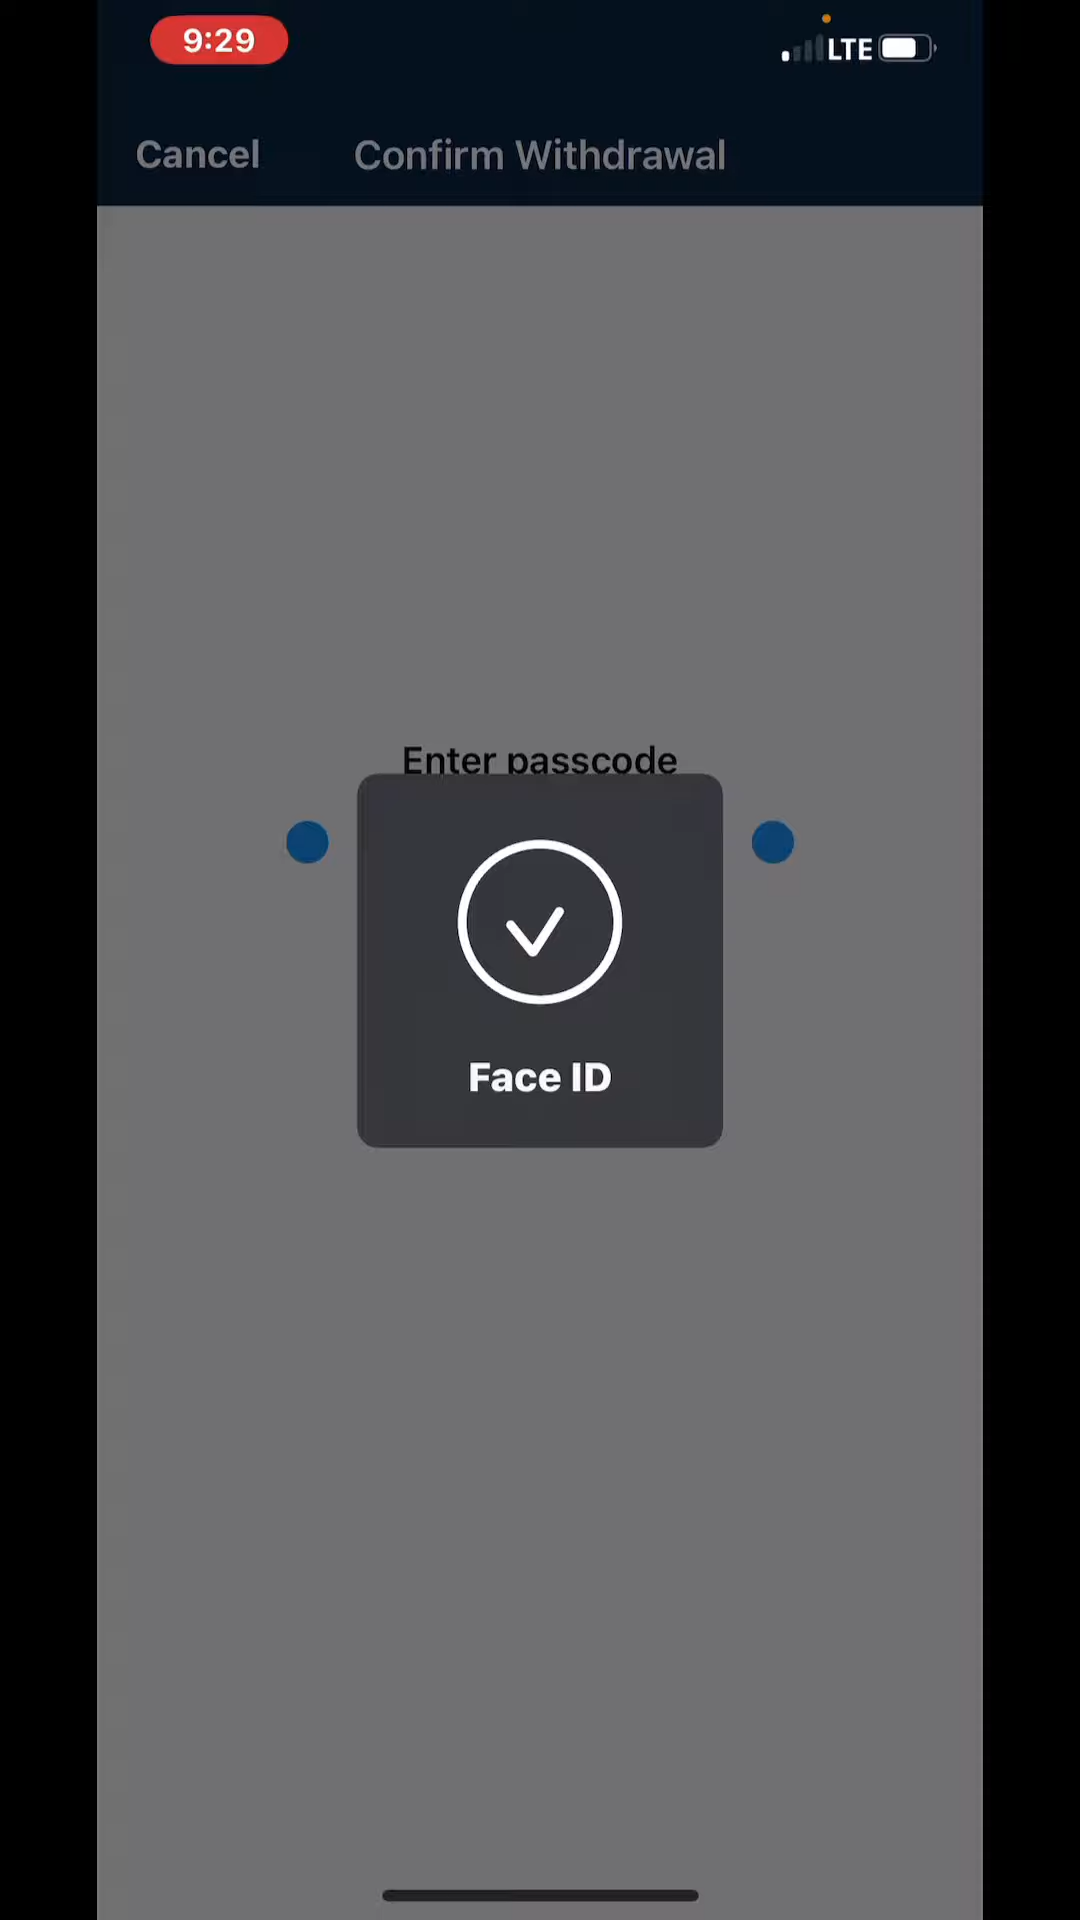 9:29
LTE
Cancel
Confirm Withdrawal
Enter passcode
Face ID